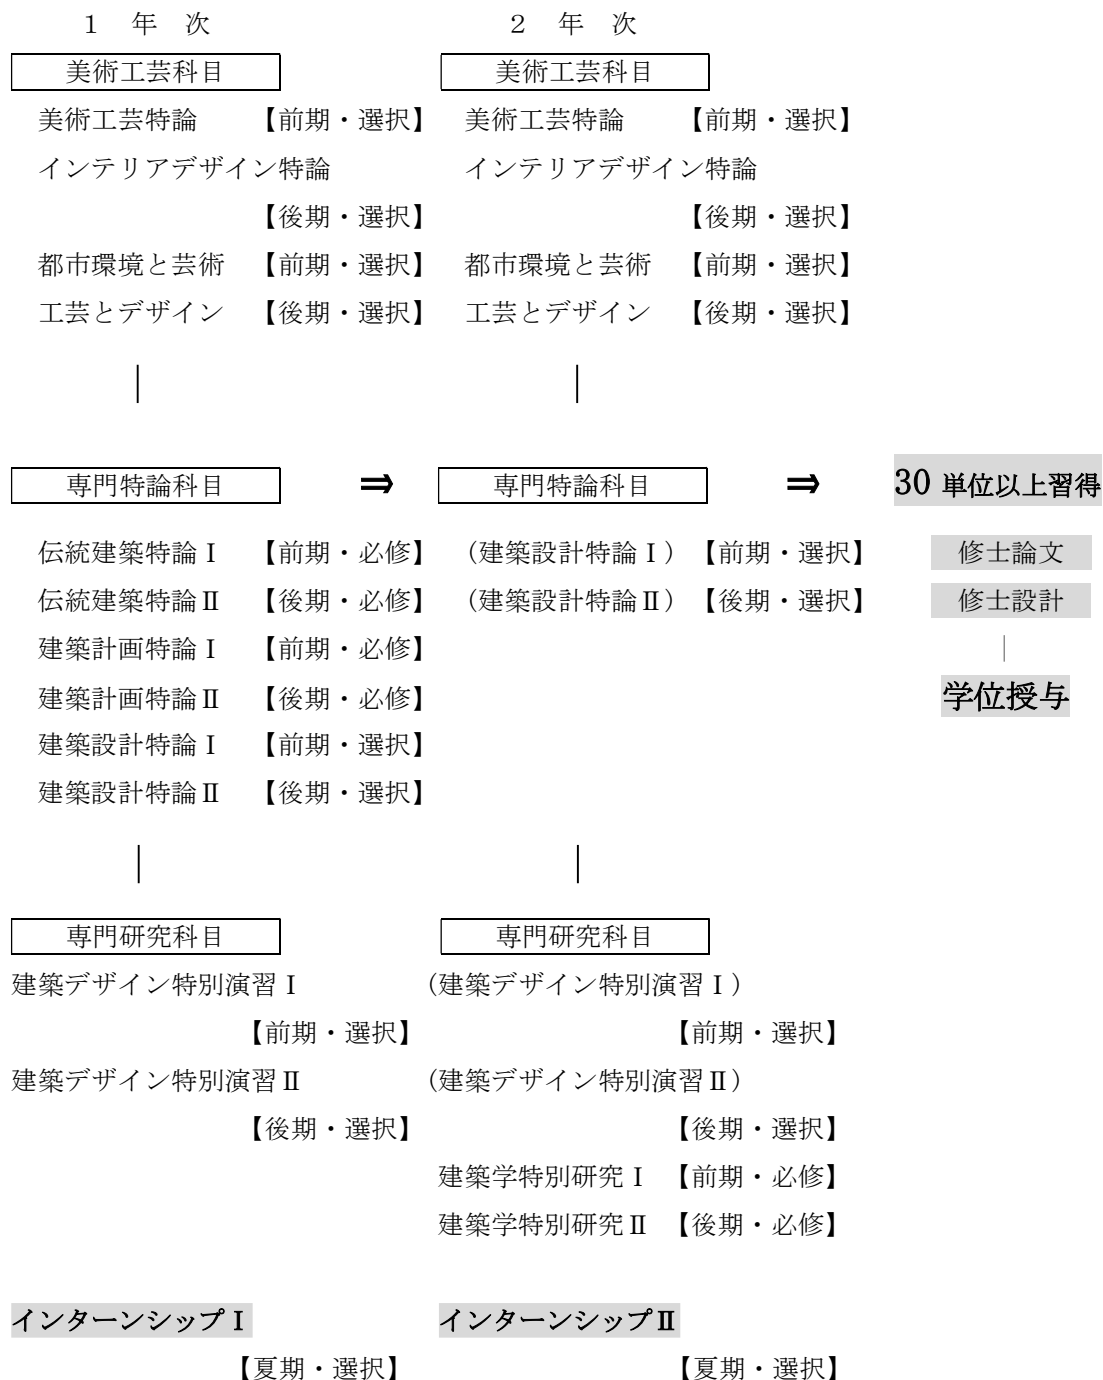 １　年　次　　　２　年　次
美術工芸科目　　　美術工芸科目
美術工芸特論　【前期・選択】　美術工芸特論　【前期・選択】
インテリアデザイン特論　　　インテリアデザイン特論
【後期・選択】　　　【後期・選択】
都市環境と芸術　【前期・選択】　都市環境と芸術　【前期・選択】
工芸とデザイン　【後期・選択】　工芸とデザイン　【後期・選択】
専門特論科目　⇒　専門特論科目　⇒　30 単位以上習得
伝統建築特論Ⅰ　【前期・必修】　（建築設計特論Ⅰ）【前期・選択】　修士論文
伝統建築特論Ⅱ　【後期・必修】　（建築設計特論Ⅱ）【後期・選択】　修士設計
建築計画特論Ⅰ　【前期・必修】
建築計画特論Ⅱ　【後期・必修】　学位授与
建築設計特論Ⅰ　【前期・選択】
建築設計特論Ⅱ　【後期・選択】
専門研究科目　　　専門研究科目
建築デザイン特別演習Ⅰ　　　（建築デザイン特別演習Ⅰ）
【前期・選択】　　　【前期・選択】
建築デザイン特別演習Ⅱ　　　（建築デザイン特別演習Ⅱ）
【後期・選択】　　　【後期・選択】
建築学特別研究Ⅰ　【前期・必修】
建築学特別研究Ⅱ　【後期・必修】
インターンシップⅠ　　　インターンシップⅡ
【夏期・選択】　　　【夏期・選択】